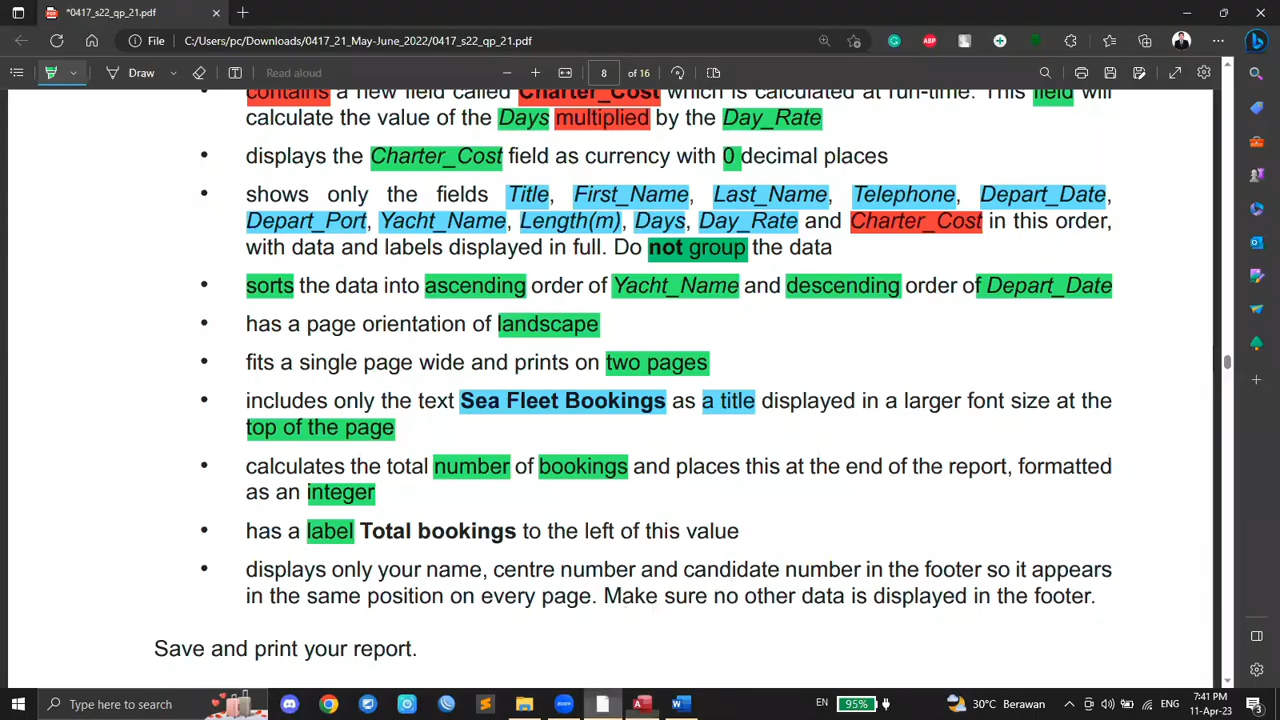 *0417_s22_qp_21.pdf
File C:/Users/pc/Downloads/0417_21_May-June_2022/0417_s22_qp_21.pdf
ABP
Draw Read aloud 8 of 16
• contains a new field called Charter_Cost which is calculated at run-time. This field will
calculate the value of the Days multiplied by the Day_Rate
• displays the Charter_Cost field as currency with 0 decimal places
• shows only the fields Title, First_Name, Last_Name, Telephone, Depart_Date,
Depart_Port, Yacht_Name, Length(m), Days, Day_Rate and Charter_Cost in this order,
with data and labels displayed in full. Do not group the data
• sorts the data into ascending order of Yacht_Name and descending order of Depart_Date
• has a page orientation of landscape
• fits a single page wide and prints on two pages
• includes only the text Sea Fleet Bookings as a title displayed in a larger font size at the
top of the page
• calculates the total number of bookings and places this at the end of the report, formatted
as an integer
• has a label Total bookings to the left of this value
• displays only your name, centre number and candidate number in the footer so it appears
in the same position on every page. Make sure no other data is displayed in the footer.
Save and print your report.
Type here to search
zoom
EN 95% 30°C Berawan ENG 7:41 PM
11-Apr-23 3